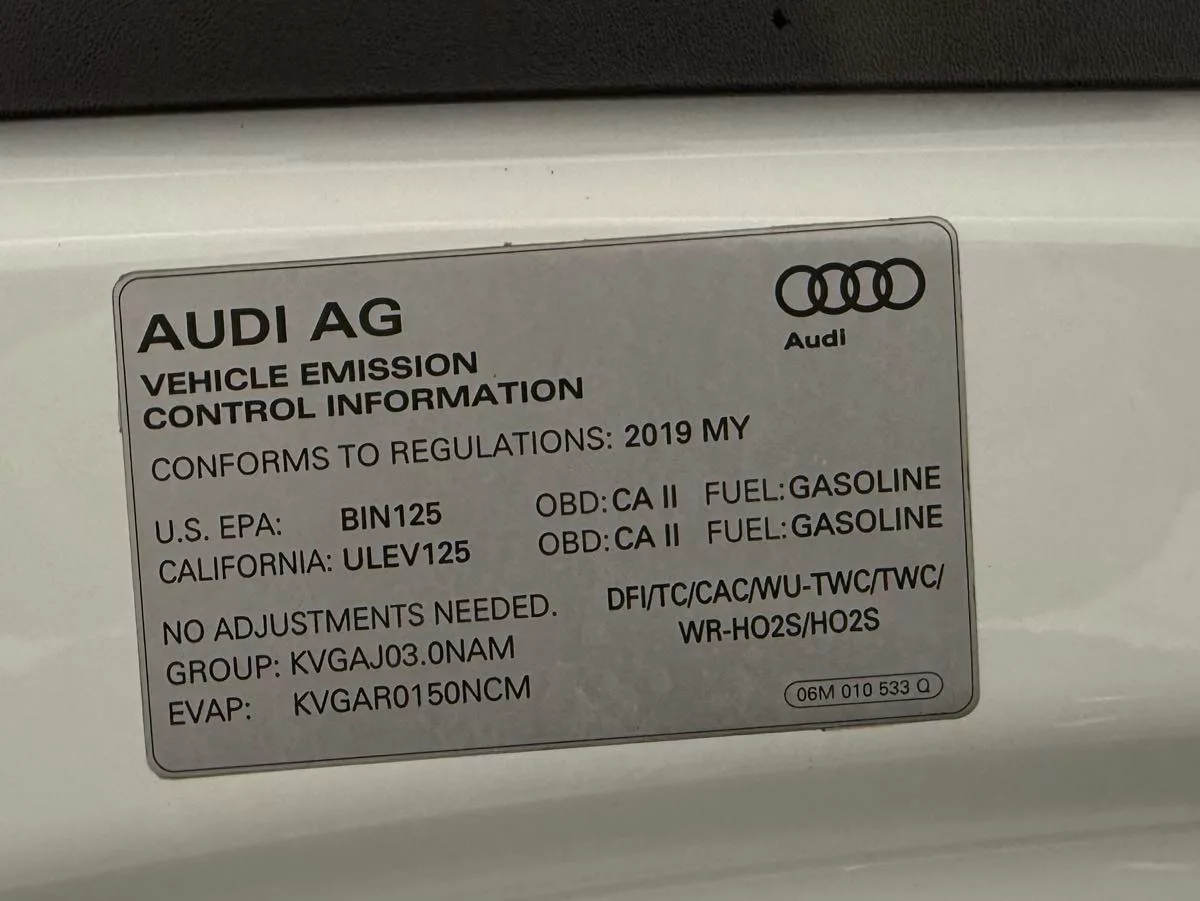 AUDI AG
Audi
VEHICLE EMISSION
CONTROL INFORMATION
CONFORMS TO REGULATIONS: 2019 MY
U.S. EPA: BIN125 OBD: CA II FUEL: GASOLINE
CALIFORNIA: ULEV125 OBD: CA II FUEL: GASOLINE
NO ADJUSTMENTS NEEDED.
GROUP: KVGAJ03.0NAM
EVAP: KVGAR0150NCM
DFI/TC/CAC/WU-TWC/TWC/
WR-HO2S/HO2S
06M 010 533 Q